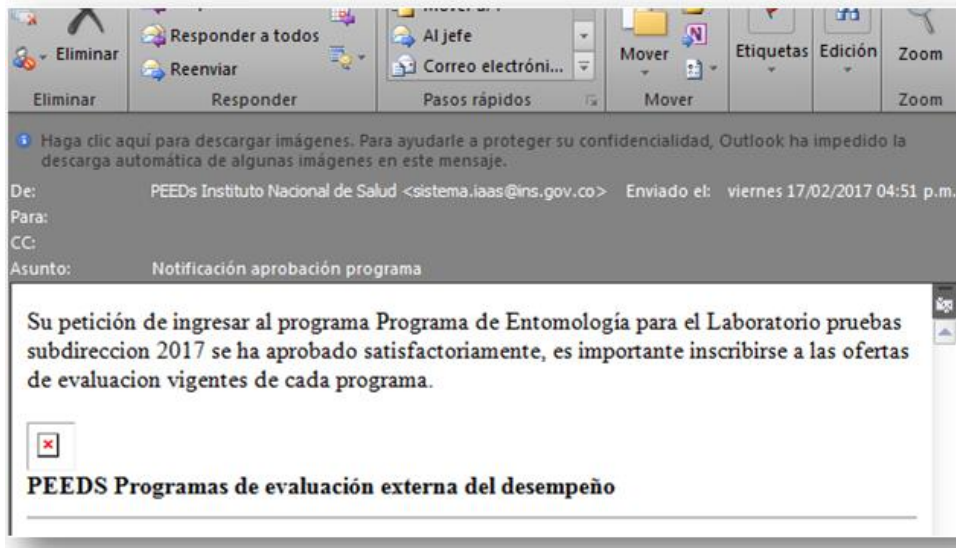 Eliminar
Responder a todos
Reenviar
Al jefe
Correo electróni...
Mover
Etiquetas
Edición
Zoom
Eliminar
Responder
Pasos rápidos
Mover
Zoom
Haga clic aquí para descargar imágenes. Para ayudarle a proteger su confidencialidad, Outlook ha impedido la
descarga automática de algunas imágenes en este mensaje.
De: PEEDs Instituto Nacional de Salud <sistema.iaas@ins.gov.co> Enviado el: viernes 17/02/2017 04:51 p.m.
Para:
CC:
Asunto: Notificación aprobación programa
Su petición de ingresar al programa Programa de Entomología para el Laboratorio pruebas
subdireccion 2017 se ha aprobado satisfactoriamente, es importante inscribirse a las ofertas
de evaluacion vigentes de cada programa.
PEEDS Programas de evaluación externa del desempeño